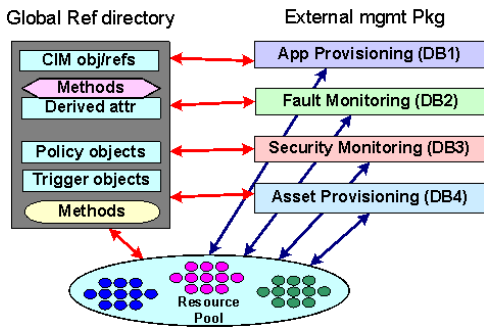 Global Ref directory
External mgmt Pkg
CIM obj/refs
Methods
Derived attr
Policy objects
Trigger objects
Methods
App Provisioning (DB1)
Fault Monitoring (DB2)
Security Monitoring (DB3)
Asset Provisioning (DB4)
Resource
Pool